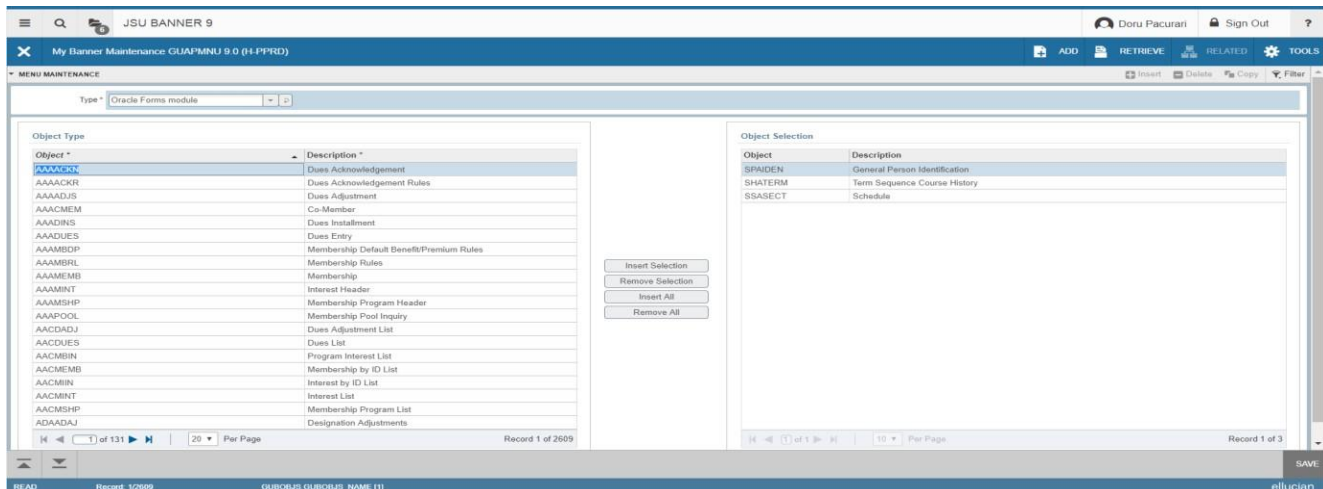 JSU BANNER 9 Doru Pacurari Sign Out ?
6
My Banner Maintenance GUAPMNU 9.0 (H-PPRD) ADD RETRIEVE RELATED TOOLS
MENU MAINTENANCE Insert Delete Copy Filter
Type * Oracle Forms module
Object Type
Object * Description *
AAAACKN Dues Acknowledgement
AAAACKR Dues Acknowledgement Rules
AAAADJS Dues Adjustment
AAACMEM Co-Member
AAADINS Dues Installment
AAADUES Dues Entry
AAAMBDP Membership Default Benefit/Premium Rules
AAAMBRL Membership Rules
AAAMEMB Membership
AAAMINT Interest Header
AAAMSHP Membership Program Header
AAAPOOL Membership Pool Inquiry
AACDADJ Dues Adjustment List
AACDUES Dues List
AACMBIN Program Interest List
AACMEMB Membership by ID List
AACMIIN Interest by ID List
AACMINT Interest List
AACMSHP Membership Program List
ADAADAJ Designation Adjustments
1 of 131 20 Per Page Record 1 of 2609
Insert Selection
Remove Selection
Insert All
Remove All
Object Selection
Object Description
SPAIDEN General Person Identification
SHATERM Term Sequence Course History
SSASECT Schedule
1 of 1 10 Per Page Record 1 of 3
SAVE
READ Record: 1/2609 GUBOBJS.GUBOBJS_NAME [1] ellucian